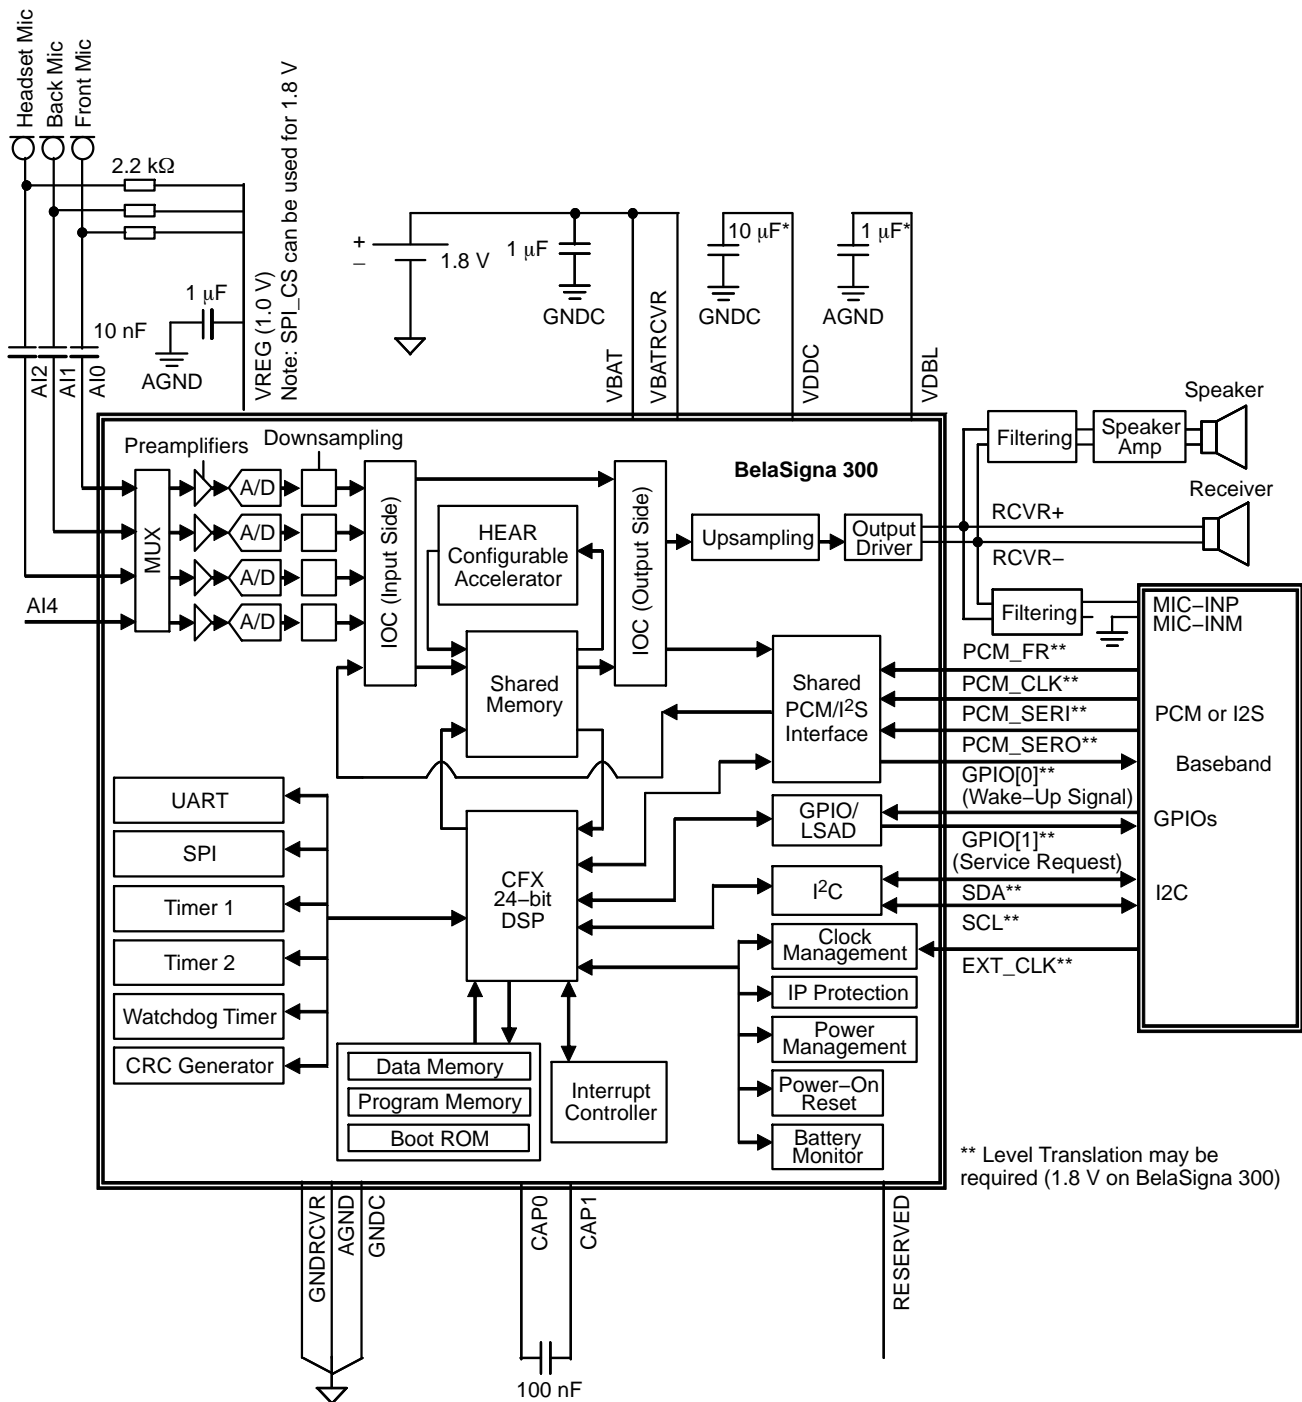 Headset Mic
Back Mic
Front Mic
2.2 kΩ
1 μF
AGND
10 nF
AI2
AI1
AI0
VREG (1.0 V)
Note: SPI_CS can be used for 1.8 V
+
−
1.8 V
1 μF
GNDC
VBAT
VBATRCVR
10 μF*
GNDC
VDDC
1 μF*
AGND
VDBL
Preamplifiers
Downsampling
BelaSigna 300
MUX
A/D
A/D
A/D
A/D
AI4
IOC (Input Side)
HEAR
Configurable
Accelerator
Shared
Memory
IOC (Output Side)
Upsampling
Output
Driver
Filtering
Speaker
Amp
Speaker
Receiver
RCVR+
RCVR−
Filtering
MIC−INP
MIC−INM
Shared
PCM/I2S
Interface
PCM_FR**
PCM_CLK**
PCM_SERI**
PCM_SERO**
PCM or I2S
Baseband
GPIO[0]**
(Wake−Up Signal)
GPIO/
LSAD
GPIOs
GPIO[1]**
(Service Request)
I2C
SDA**
SCL**
I2C
EXT_CLK**
UART
SPI
Timer 1
Timer 2
Watchdog Timer
CRC Generator
CFX
24−bit
DSP
Clock
Management
IP Protection
Power
Management
Power−On
Reset
Battery
Monitor
Data Memory
Program Memory
Boot ROM
Interrupt
Controller
** Level Translation may be
required (1.8 V on BelaSigna 300)
GNDRCVR
AGND
GNDC
CAP0
CAP1
100 nF
RESERVED